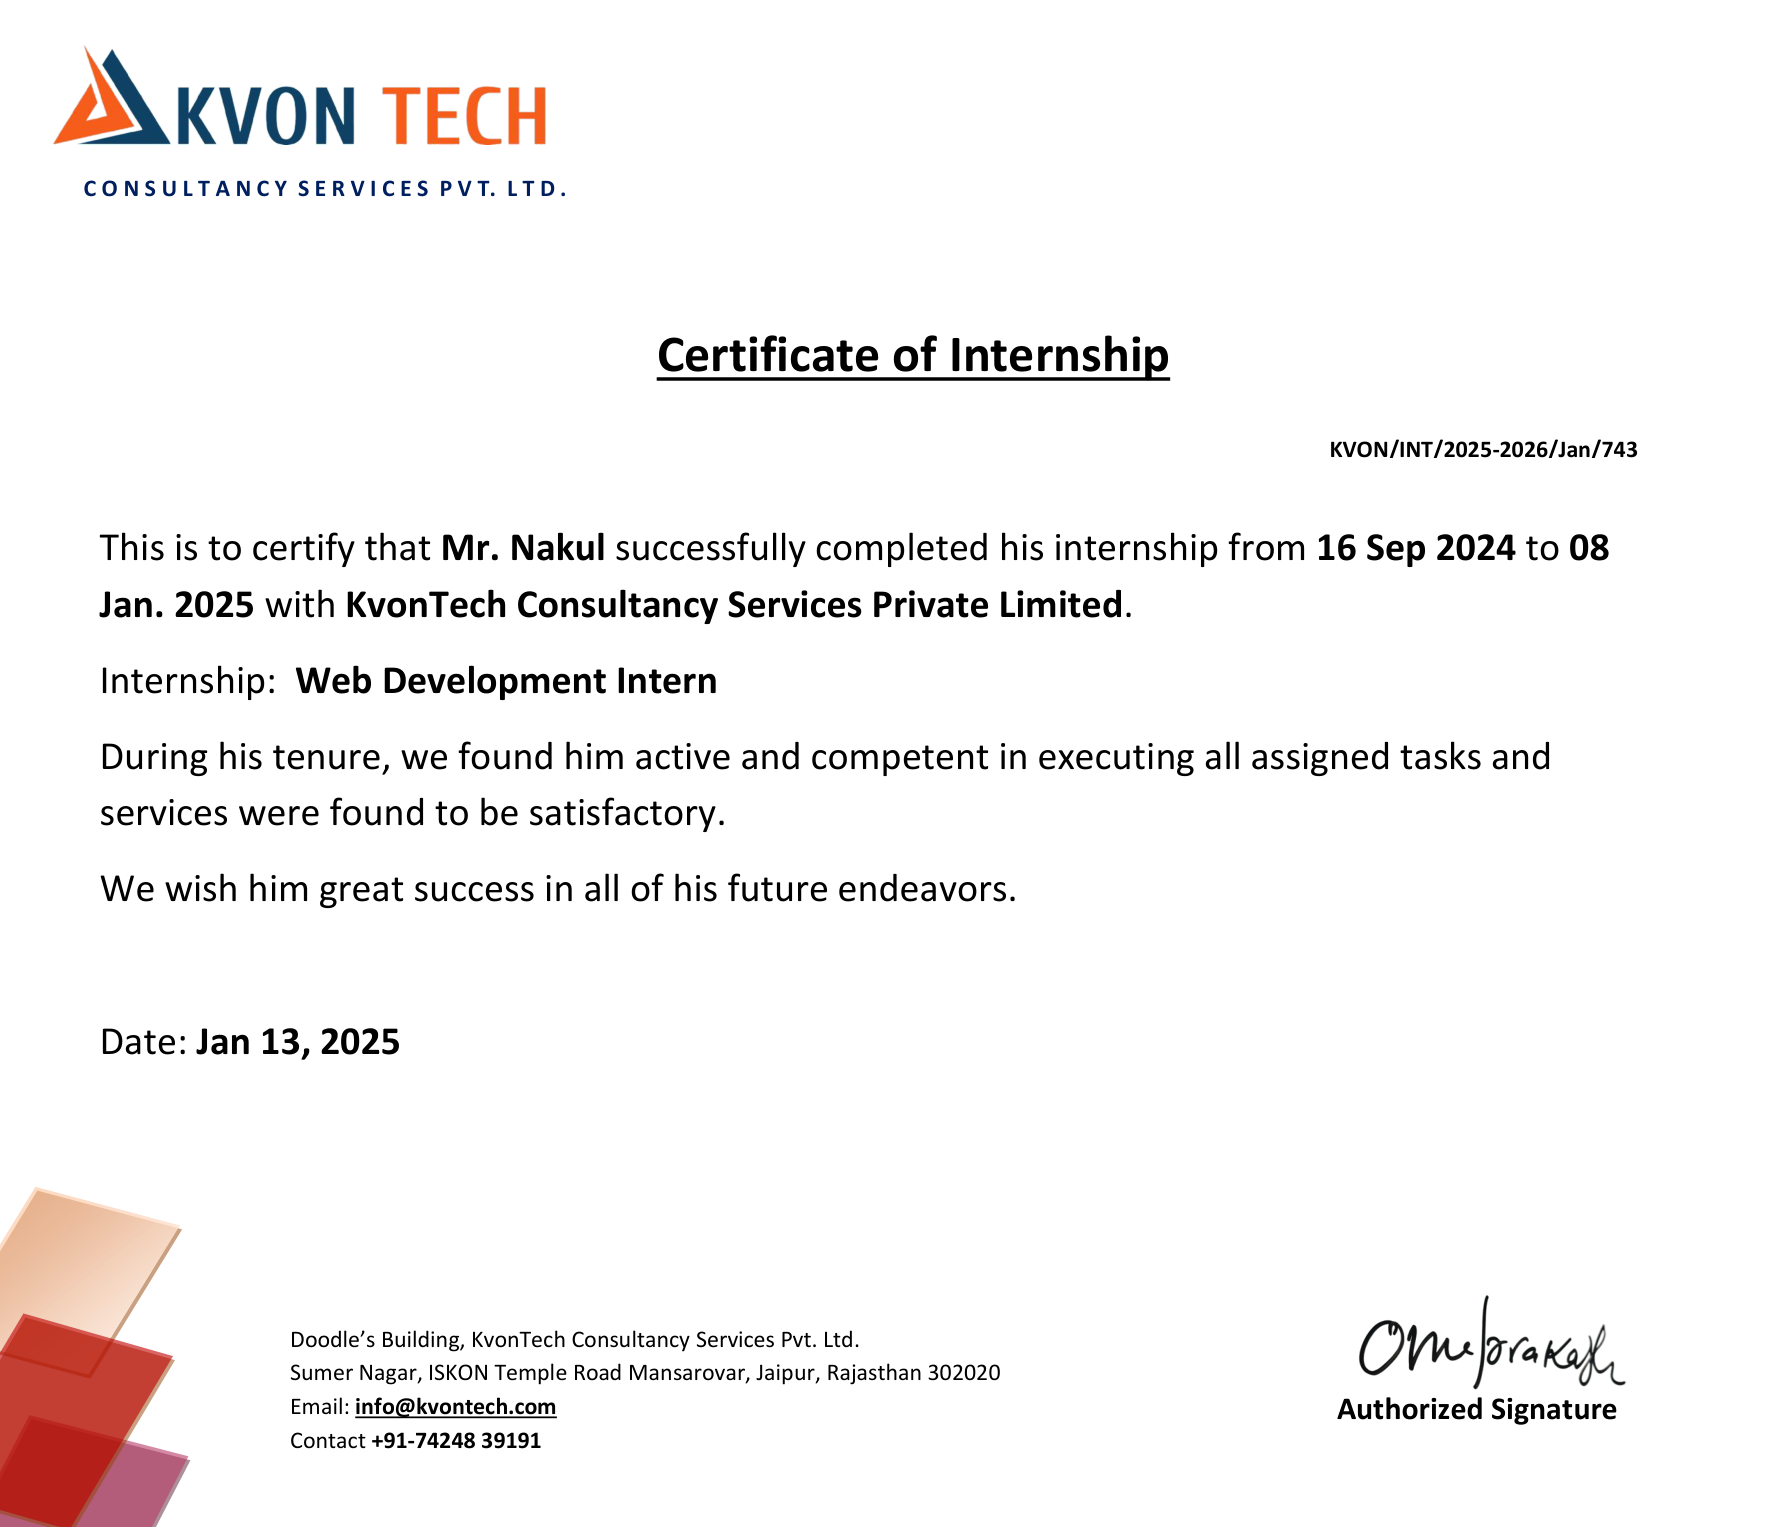 KVON TECH
CONSULTANCY SERVICES PVT. LTD.
Certificate of Internship
KVON/INT/2025-2026/Jan/743
This is to certify that Mr. Nakul successfully completed his internship from 16 Sep 2024 to 08
Jan. 2025 with KvonTech Consultancy Services Private Limited.
Internship: Web Development Intern
During his tenure, we found him active and competent in executing all assigned tasks and
services were found to be satisfactory.
We wish him great success in all of his future endeavors.
Date: Jan 13, 2025
Doodle’s Building, KvonTech Consultancy Services Pvt. Ltd.
Sumer Nagar, ISKON Temple Road Mansarovar, Jaipur, Rajasthan 302020
Email: info@kvontech.com
Contact +91-74248 39191
Omeprakash
Authorized Signature